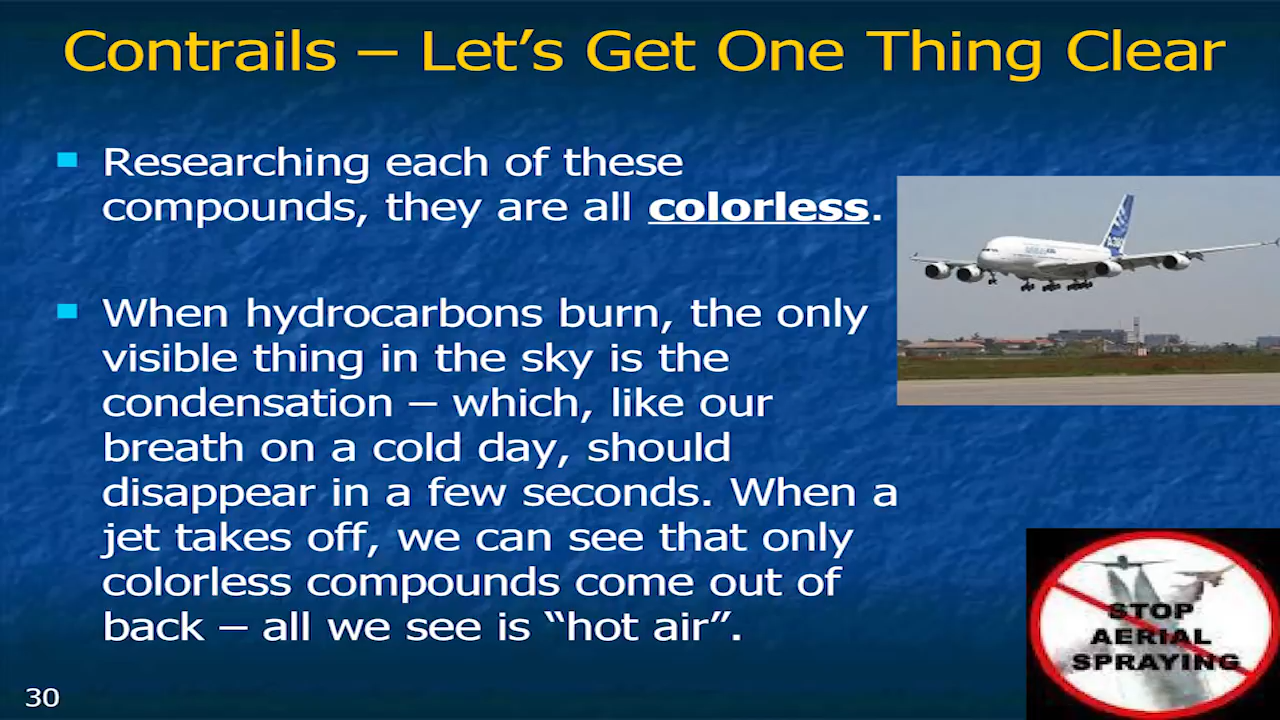 Contrails – Let’s Get One Thing Clear
Researching each of these
compounds, they are all colorless.
When hydrocarbons burn, the only
visible thing in the sky is the
condensation – which, like our
breath on a cold day, should
disappear in a few seconds. When a
jet takes off, we can see that only
colorless compounds come out of
back – all we see is “hot air”.
STOP
AERIAL
SPRAYING
30